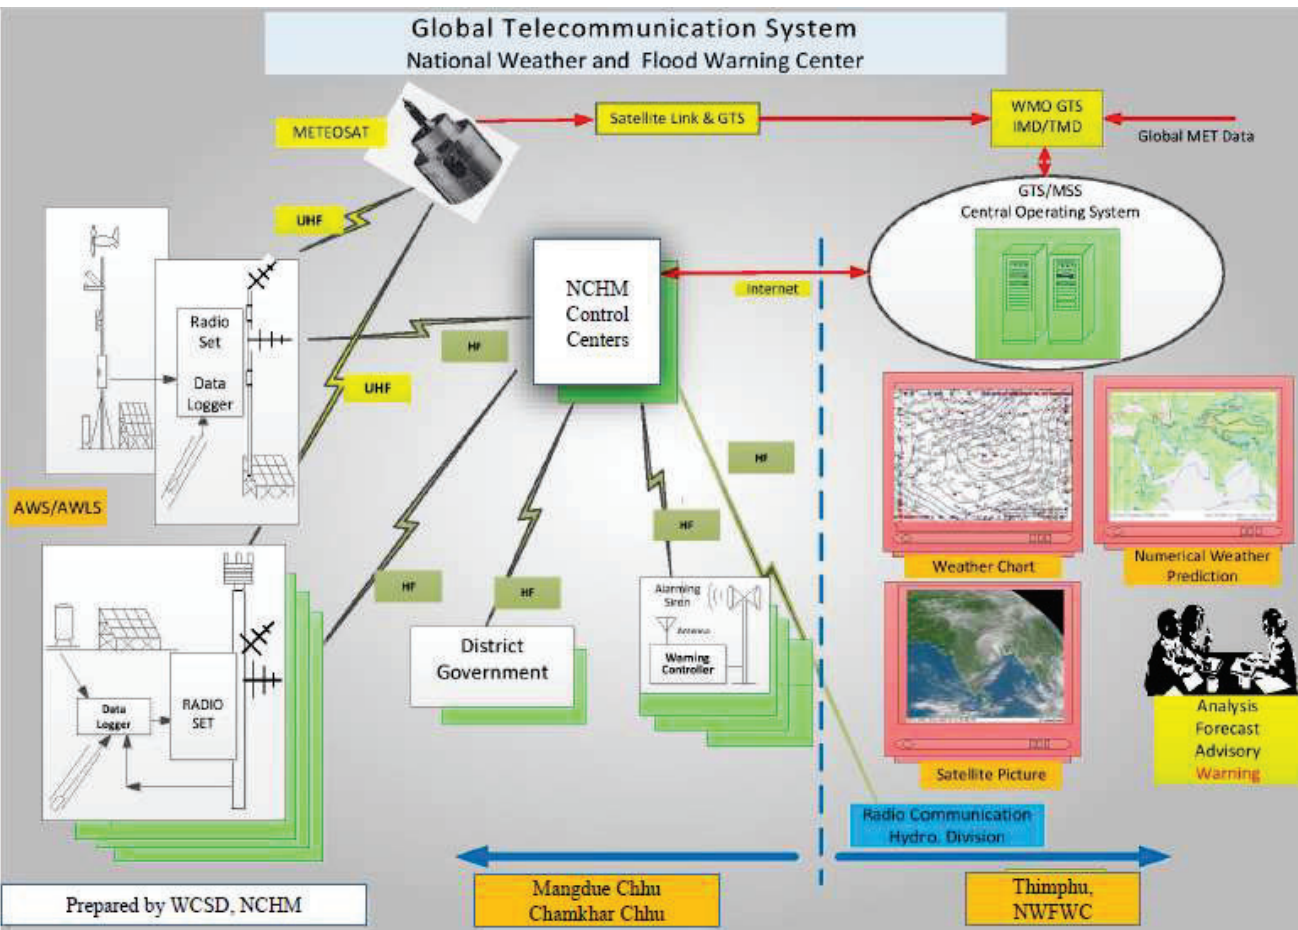 Global Telecommunication System
National Weather and Flood Warning Center
METEOSAT
Satellite Link & GTS
WMO GTS
IMD/TMD
Global MET Data
GTS/MSS
Central Operating System
UHF
NCHM
Control
Centers
Internet
Radio
Set
Data
Logger
HF
UHF
HF
AWS/AWLS
HF
Weather Chart
Numerical Weather
Prediction
HF
HF
Alarming
Siren
Antenna
Warning
Controller
District
Government
Data
Logger
RADIO
SET
Satellite Picture
Analysis
Forecast
Advisory
Warning
Radio Communication
Hydro. Division
Mangdue Chhu
Chamkhar Chhu
Thimphu,
NWFWC
Prepared by WCSD, NCHM